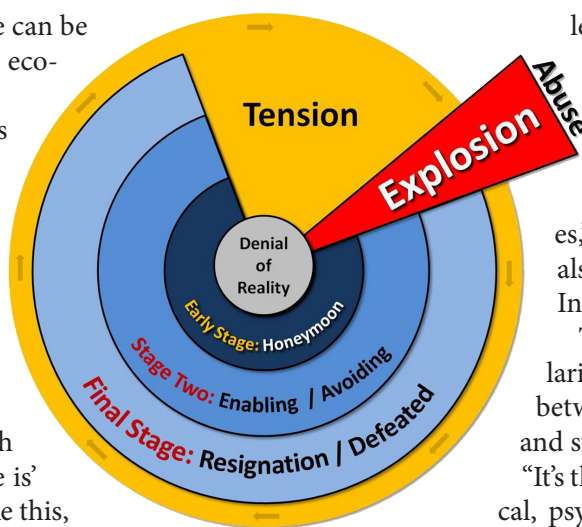 e can be
eco-
s
h
e is’
e this,
Tension
Explosion
Abuse
Denial
of
Reality
Early Stage: Honeymoon
Stage Two: Enabling / Avoiding
Final Stage: Resignation / Defeated
le
es,
als
In
lari
betw
and s
“It’s th
cal, psy